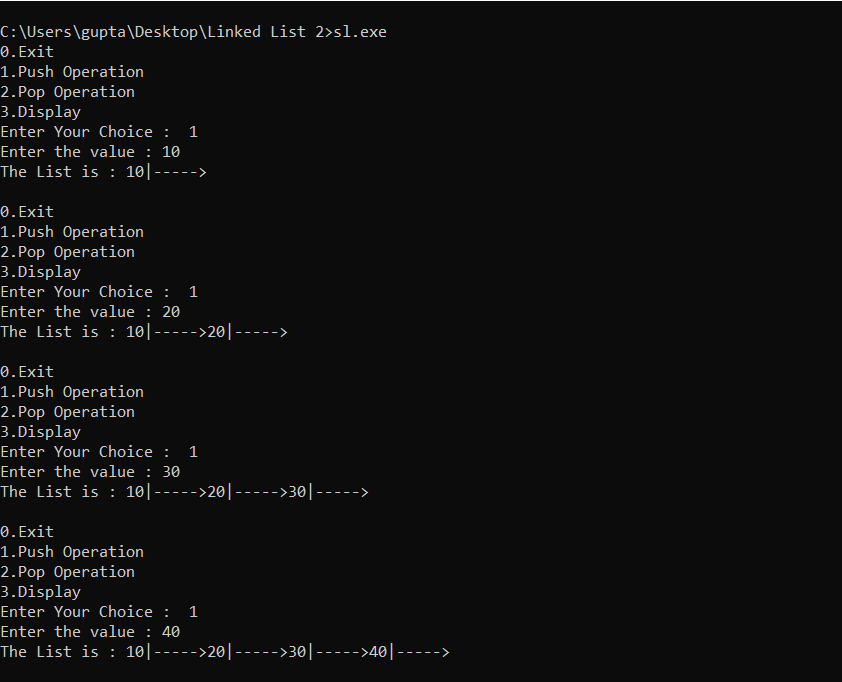 C:\Users\gupta\Desktop\Linked List 2>sl.exe
0.Exit
1.Push Operation
2.Pop Operation
3.Display
Enter Your Choice :  1
Enter the value : 10
The List is : 10|----->
0.Exit
1.Push Operation
2.Pop Operation
3.Display
Enter Your Choice :  1
Enter the value : 20
The List is : 10|----->20|----->
0.Exit
1.Push Operation
2.Pop Operation
3.Display
Enter Your Choice :  1
Enter the value : 30
The List is : 10|----->20|----->30|----->
0.Exit
1.Push Operation
2.Pop Operation
3.Display
Enter Your Choice :  1
Enter the value : 40
The List is : 10|----->20|----->30|----->40|----->